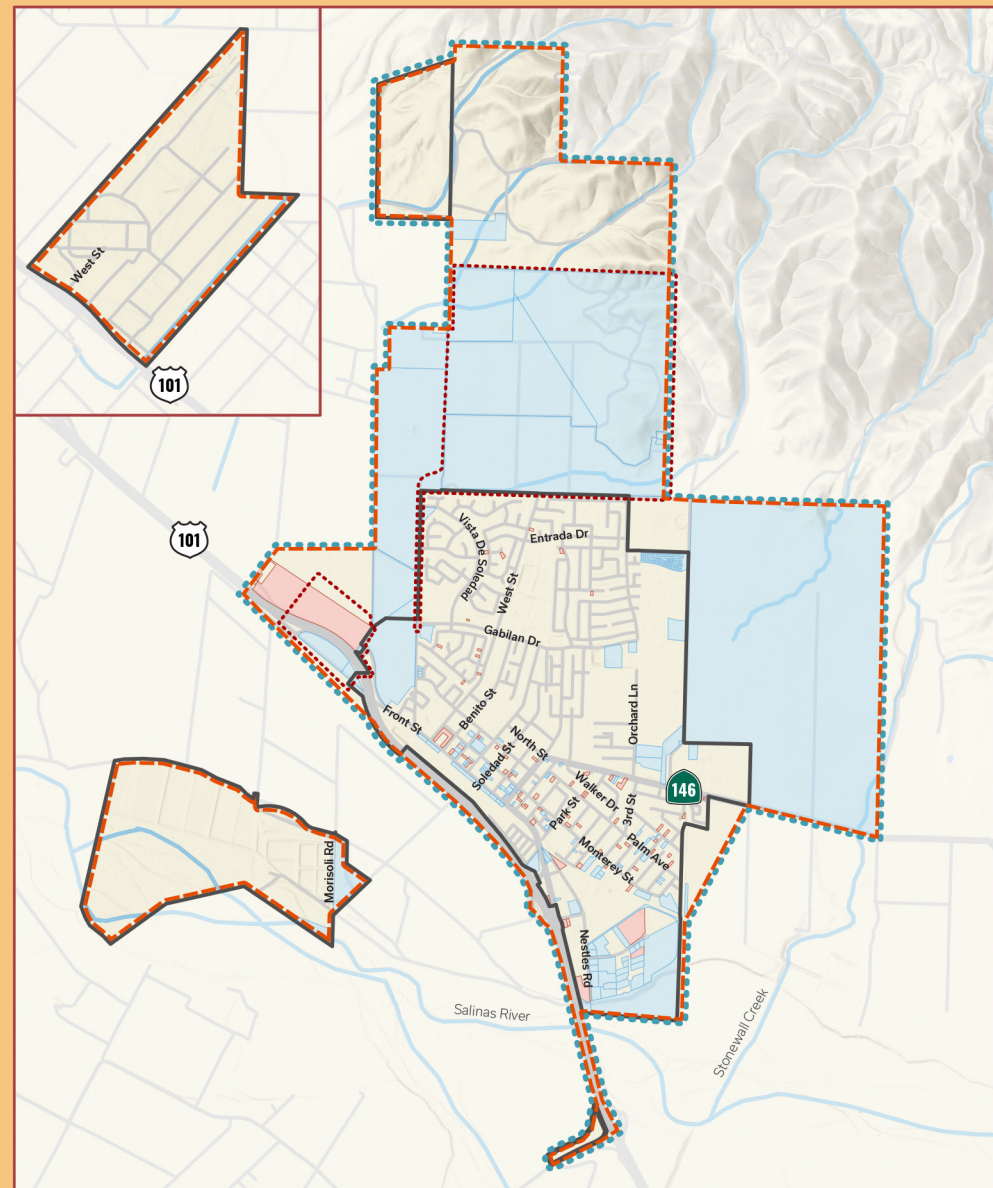 West St
101
101
Vista De Soledad
Entrada Dr
West St
Gabilan Dr
Orchard Ln
Benito St
Front St
North St
Soledad St
146
Walker Dr
3rd St
Park St
Palm Ave
Monterey St
Morisoli Rd
Nestles Rd
Salinas River
Stonewall Creek